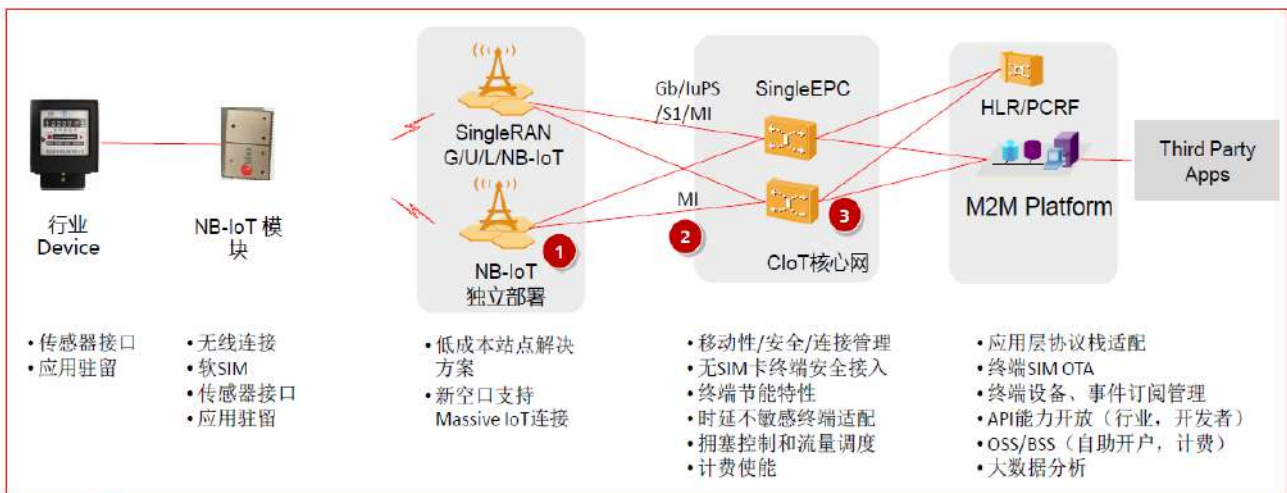 Gb/IuPS
/S1/MI
SingleEPC
HLR/PCRF
SingleRAN
G/U/L/NB-IoT
Third Party
Apps
M2M Platform
MI
行业
Device
NB-IoT 模
块
1
2
3
NB-IoT
独立部署
CIoT核心网
•传感器接口
•应用驻留
•无线连接
•软SIM
•传感器接口
•应用驻留
•低成本站点解决
方案
•新空口支持
Massive IoT连接
•移动性/安全/连接管理
•无SIM卡终端安全接入
•终端节能特性
•时延不敏感终端适配
•拥塞控制和流量调度
•计费使能
•应用层协议栈适配
•终端SIM OTA
•终端设备、事件订阅管理
•API能力开放（行业，开发者）
•OSS/BSS（自助开户，计费）
•大数据分析